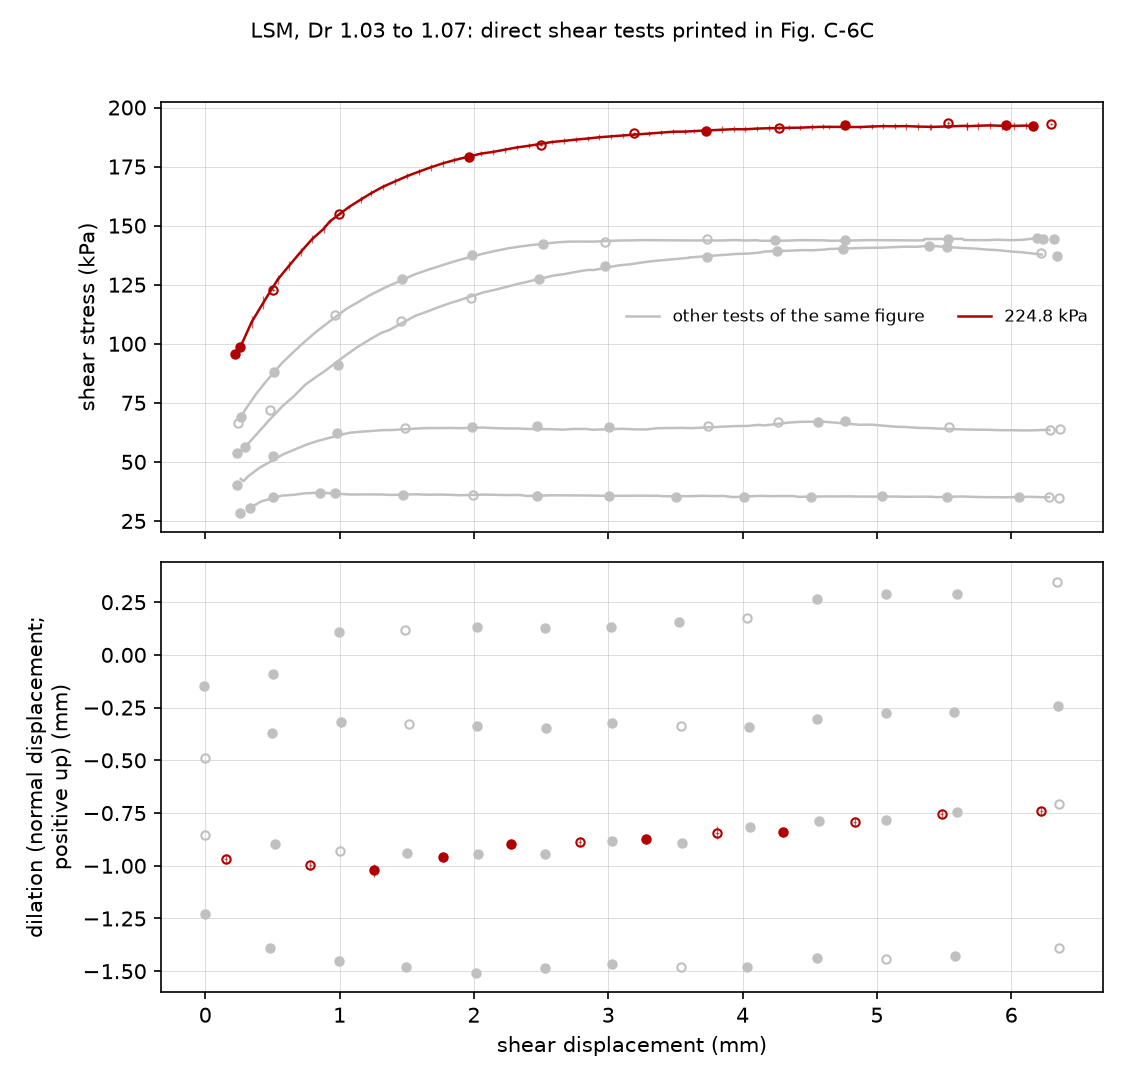 LSM, Dr 1.03 to 1.07: direct shear tests printed in Fig. C-6C
200
175
150
125
100
75
50
25
shear stress (kPa)
other tests of the same figure
224.8 kPa
0.25
0.00
−0.25
−0.50
−0.75
−1.00
−1.25
−1.50
dilation (normal displacement;
positive up) (mm)
0 1 2 3 4 5 6
shear displacement (mm)